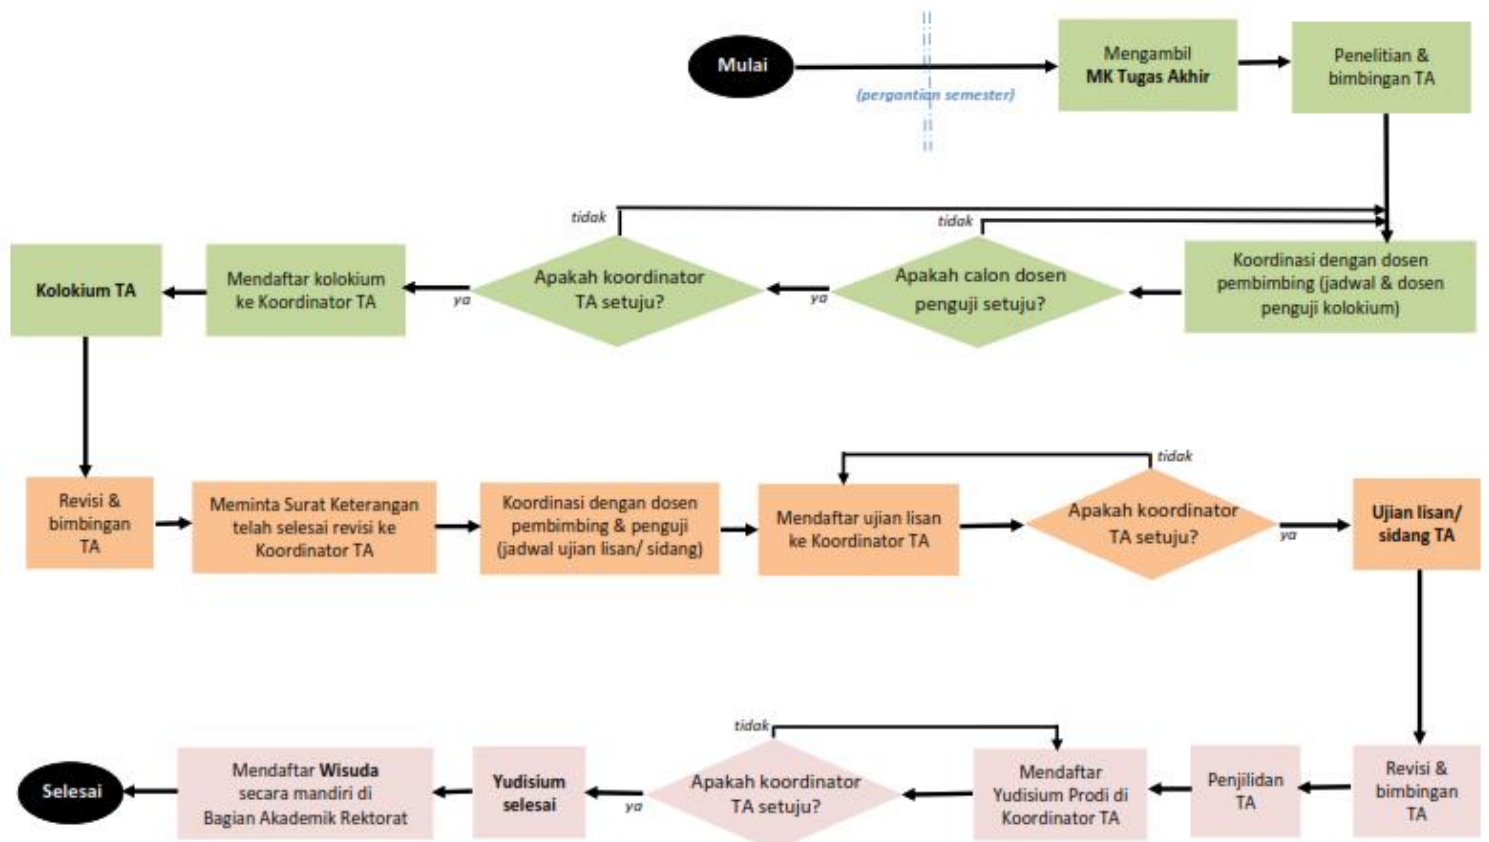 Mulai
(pergantian semester)
Mengambil
MK Tugas Akhir
Penelitian &
bimbingan TA
Koordinasi dengan dosen
pembimbing (jadwal & dosen
penguji kolokium)
tidak
Apakah calon dosen
penguji setuju?
ya
tidak
Apakah koordinator
TA setuju?
ya
Mendaftar kolokium
ke Koordinator TA
Kolokium TA
Revisi &
bimbingan
TA
Meminta Surat Keterangan
telah selesai revisi ke
Koordinator TA
Koordinasi dengan dosen
pembimbing & penguji
(jadwal ujian lisan/ sidang)
Mendaftar ujian lisan
ke Koordinator TA
tidak
Apakah koordinator
TA setuju?
ya
Ujian lisan/
sidang TA
Revisi &
bimbingan
TA
Penjilidan
TA
Mendaftar
Yudisium Prodi di
Koordinator TA
tidak
Apakah koordinator
TA setuju?
ya
Yudisium
selesai
Mendaftar Wisuda
secara mandiri di
Bagian Akademik Rektorat
Selesai